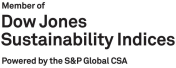 Member of
Dow Jones
Sustainability Indices
Powered by the S&P Global CSA